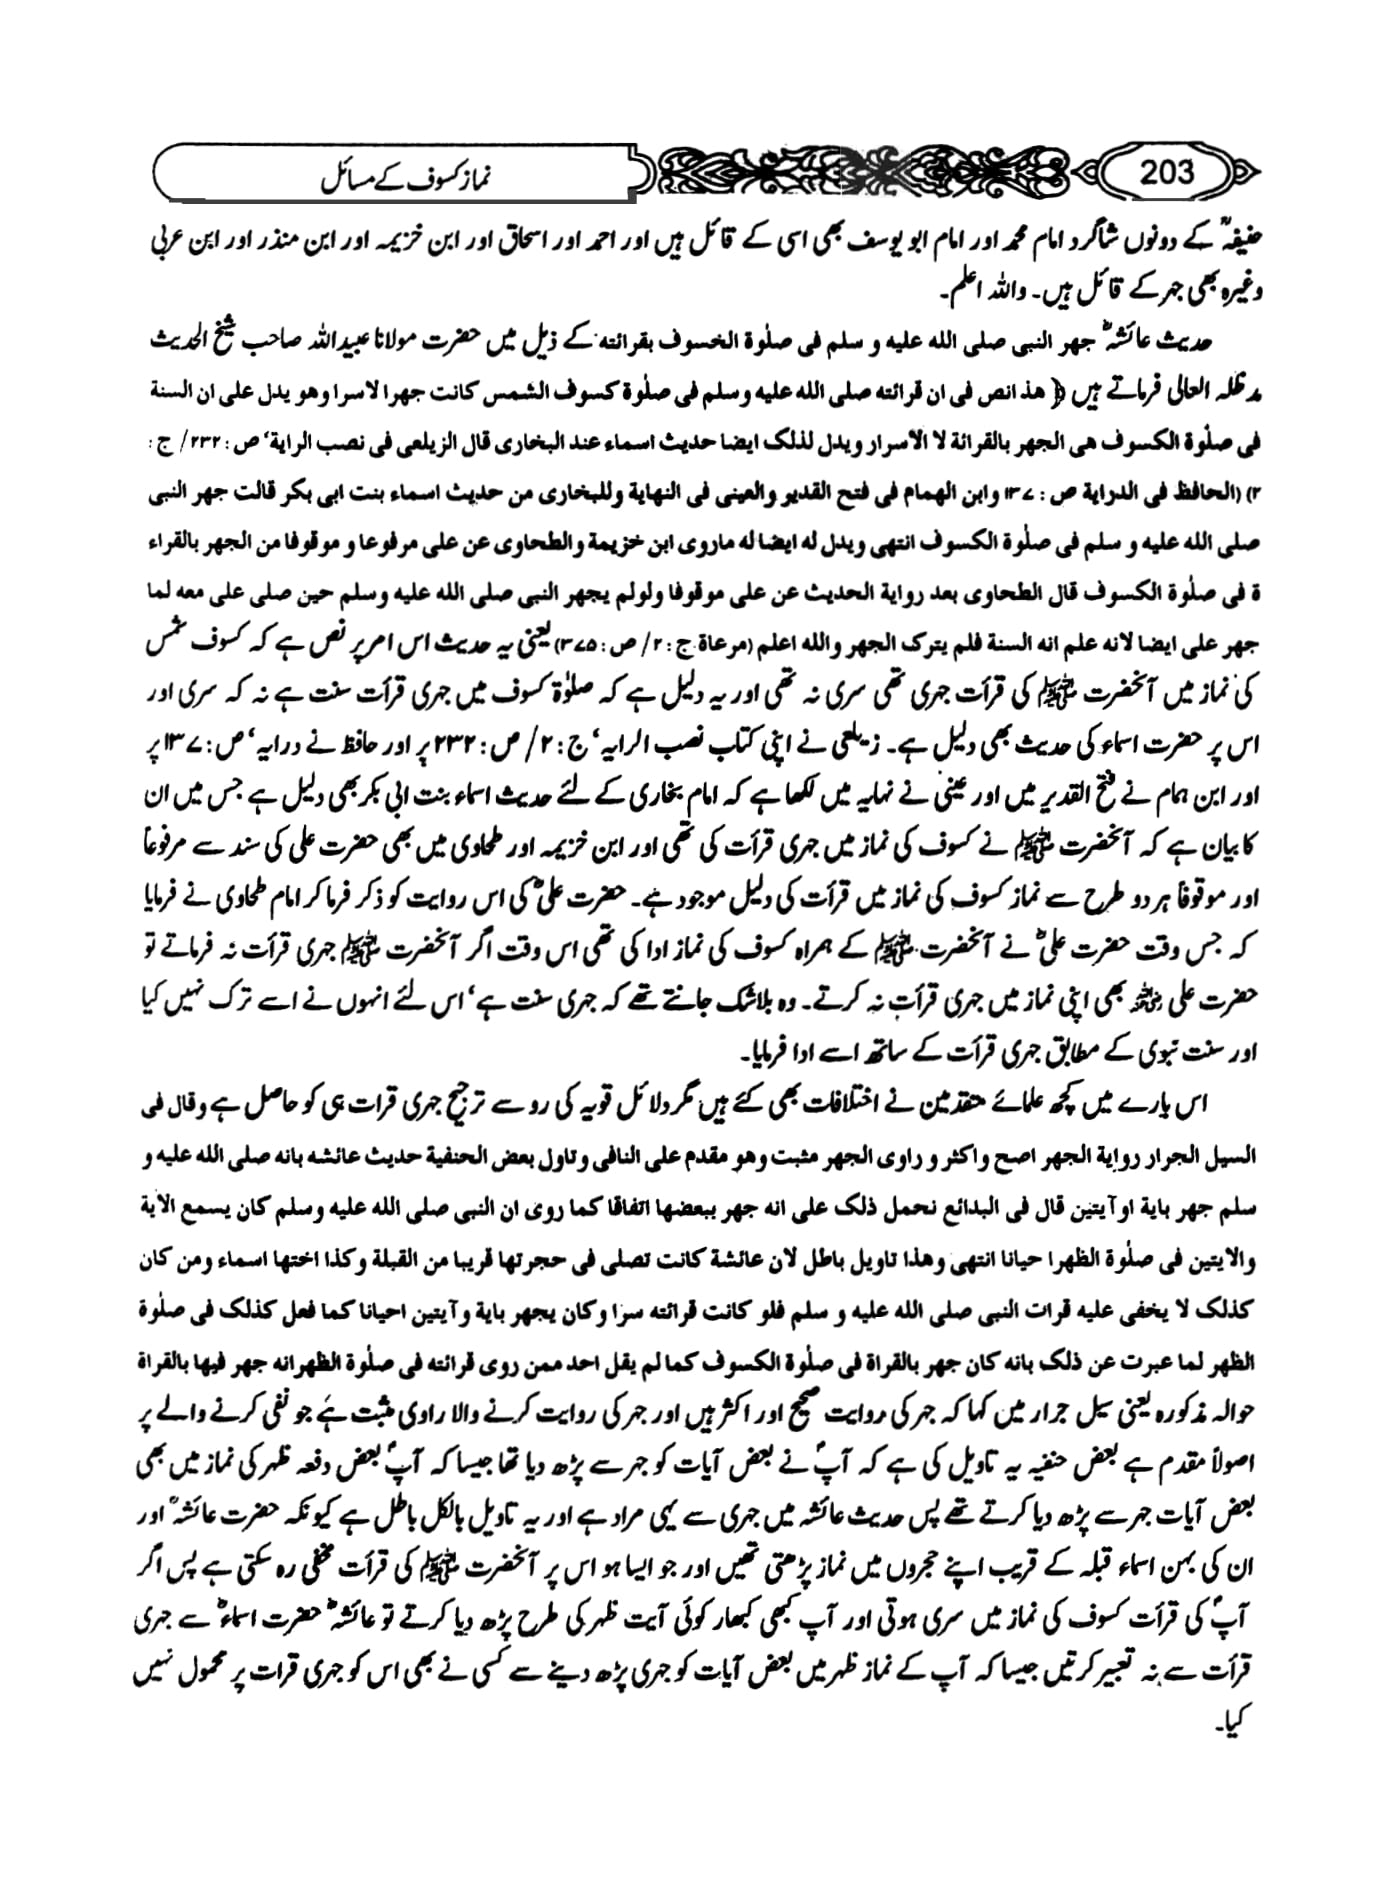 نماز کسوف کے مسائل
203
حنیفہؒ کے دونوں شاگرد امام محمد اور امام ابو یوسف بھی اسی کے قائل ہیں اور احمد اور اسحاق اور ابن خزیمہ اور ابن منذر اور ابن عربی
وغیرہ بھی جہر کے قائل ہیں۔ واللہ اعلم۔
حدیث عائشہؓ جهر النبی صلی الله علیه و سلم فی صلوٰة الخسوف بقرائته کے ذیل میں حضرت مولانا عبیداللہ صاحب شیخ الحدیث
مدظلہ العالی فرماتے ہیں ﴿ هذا نص فی ان قرائته صلی الله علیه وسلم فی صلوٰة کسوف الشمس کانت جهرا لا سرا وهو یدل علی ان السنة
فی صلوٰة الکسوف هی الجهر بالقرائة لا الاسرار ویدل لذلک ایضا حدیث اسماء عند البخاری قال الزیلعی فی نصب الرایة، ص : ۲۳۲/ ج :
۲) (الحافظ فی الدرایة ص : ۱۳۷ وابن الهمام فی فتح القدیو والعینی فی النهایة وللبخاری من حدیث اسماء بنت ابی بکر قالت جهر النبی
صلی الله علیه و سلم فی صلوٰة الکسوف انتهی ویدل له ایضا له ماروی ابن خزیمة والطحاوی عن علی مرفوعا و موقوفا من الجهر بالقراء
ة فی صلوٰة الکسوف قال الطحاوی بعد روایة الحدیث عن علی موقوفا ولولم یجهر النبی صلی الله علیه وسلم حین صلی علی معه لما
جهر علی ایضا لانه علم انه السنة فلم یترک الجهر والله اعلم (مرعاة ج : ۲/ ص : ۳۷۵) یعنی یہ حدیث اس امر پر نص ہے کہ کسوف شمس
کی نماز میں آنحضرت ﷺ کی قرأت جہری تھی سری نہ تھی اور یہ دلیل ہے کہ صلوٰۃ کسوف میں جہری قرأت سنت ہے نہ کہ سری اور
اس پر حضرت اسماء کی حدیث بھی دلیل ہے۔ زیلعی نے اپنی کتاب نصب الرایہ، ج : ۲/ ص : ۲۳۲ پر اور حافظ نے درایہ، ص : ۱۳۷ پر
اور ابن ہمام نے فتح القدیر میں اور عینی نے نہایہ میں لکھا ہے کہ امام بخاری کے لئے حدیث اسماء بنت ابی بکر بھی دلیل ہے جس میں ان
کا بیان ہے کہ آنحضرت ﷺ نے کسوف کی نماز میں جہری قرأت کی تھی اور ابن خزیمہ اور طحاوی میں بھی حضرت علی کی سند سے مرفوعاً
اور موقوفاً ہر دو طرح سے نماز کسوف کی نماز میں قرأت کی دلیل موجود ہے۔ حضرت علیؓ کی اس روایت کو ذکر فرماکر امام طحاوی نے فرمایا
کہ جس وقت حضرت علیؓ نے آنحضرت ﷺ کے ہمراہ کسوف کی نماز ادا کی تھی اس وقت اگر آنحضرت ﷺ جہری قرأت نہ فرماتے تو
حضرت علی رضی اللہ عنہ بھی اپنی نماز میں جہری قرأت نہ کرتے۔ وہ بلاشک جانتے تھے کہ جہری سنت ہے، اس لئے انہوں نے اسے ترک نہیں کیا
اور سنت نبوی کے مطابق جہری قرأت کے ساتھ اسے ادا فرمایا۔
اس بارے میں کچھ علمائے متقدمین نے اختلافات بھی کئے ہیں مگر دلائل قویہ کی رو سے ترجیح جہری قرات ہی کو حاصل ہے وقال فی
السیل الجرار روایة الجهر اصح واکثر و راوی الجهر مثبت وهو مقدم علی النافی وتاول بعض الحنفیة حدیث عائشه بانه صلی الله علیه و
سلم جهر بایة اوآیتین قال فی البدائع نحمل ذلک علی انه جهر ببعضها اتفاقا کما روی ان النبی صلی الله علیه وسلم کان یسمع الایة
والایتین فی صلوٰة الظهرا حیانا انتهی وهذا تاویل باطل لان عائشة کانت تصلی فی حجرتها قریبا من القبلة وکذا اختها اسماء ومن کان
کذلک لا یخفی علیه قرات النبی صلی الله علیه و سلم فلو کانت قرائته سرا وکان یجهر بایة وآیتین احیانا کما فعل کذلک فی صلوٰة
الظهر لما عبرت عن ذلک بانه کان جهر بالقراة فی صلوٰة الکسوف کما لم یقل احد ممن روی قرائته فی صلوٰة الظهرانه جهر فیها بالقراة
حوالہ مذکورہ یعنی سیل جرار میں کہا کہ جہر کی روایت صحیح اور اکثر ہیں اور جہر کی روایت کرنے والا راوی مثبت ہے جو نفی کرنے والے پر
اصولاً مقدم ہے بعض حنفیہ یہ تاویل کی ہے کہ آپؐ نے بعض آیات کو جہر سے پڑھ دیا تھا جیسا کہ آپؐ بعض دفعہ ظہر کی نماز میں بھی
بعض آیات جہر سے پڑھ دیا کرتے تھے پس حدیث عائشہ میں جہری سے یہی مراد ہے اور یہ تاویل بالکل باطل ہے کیونکہ حضرت عائشہؓ اور
ان کی بہن اسماء قبلہ کے قریب اپنے حجروں میں نماز پڑھتی تھیں اور جو ایسا ہو اس پر آنحضرت ﷺ کی قرأت مخفی رہ سکتی ہے پس اگر
آپؐ کی قرأت کسوف کی نماز میں سری ہوتی اور آپ کبھی کبھار کوئی آیت ظہر کی طرح پڑھ دیا کرتے تو عائشہؓ حضرت اسماءؓ سے جہری
قرأت سے نہ تعبیر کرتیں جیسا کہ آپ کے نماز ظہر میں بعض آیات کو جہری پڑھ دینے سے کسی نے بھی اس کو جہری قرات پر محمول نہیں
کیا۔